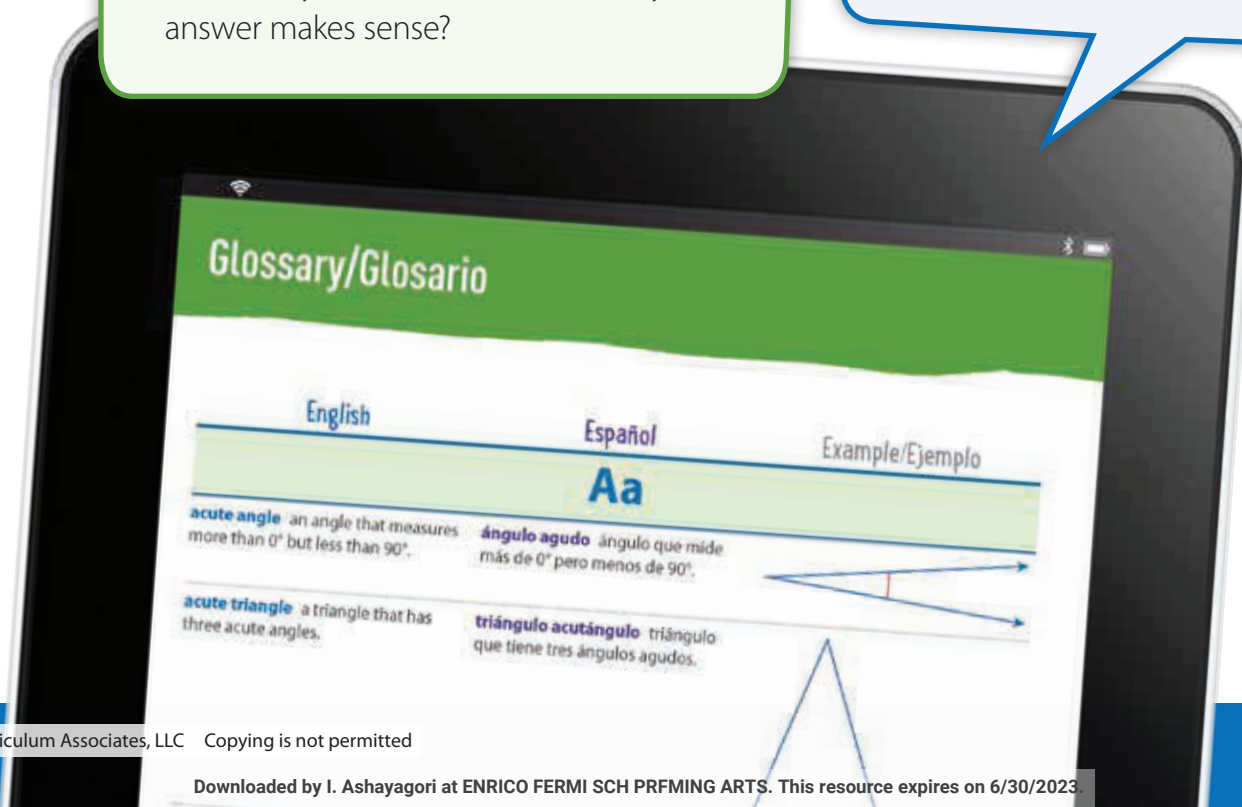 answer makes sense?
Glossary/Glosario
English
Español
Example/Ejemplo
Aa
acute angle an angle that measures
more than 0° but less than 90°.
ángulo agudo ángulo que mide
más de 0° pero menos de 90°.
acute triangle a triangle that has
three acute angles.
triángulo acutángulo triángulo
que tiene tres ángulos agudos.
Associates, LLC Copying is not permitted
Downloaded by I. Ashayagori at ENRICO FERMI SCH PRFMING ARTS. This resource expires on 6/30/2023.